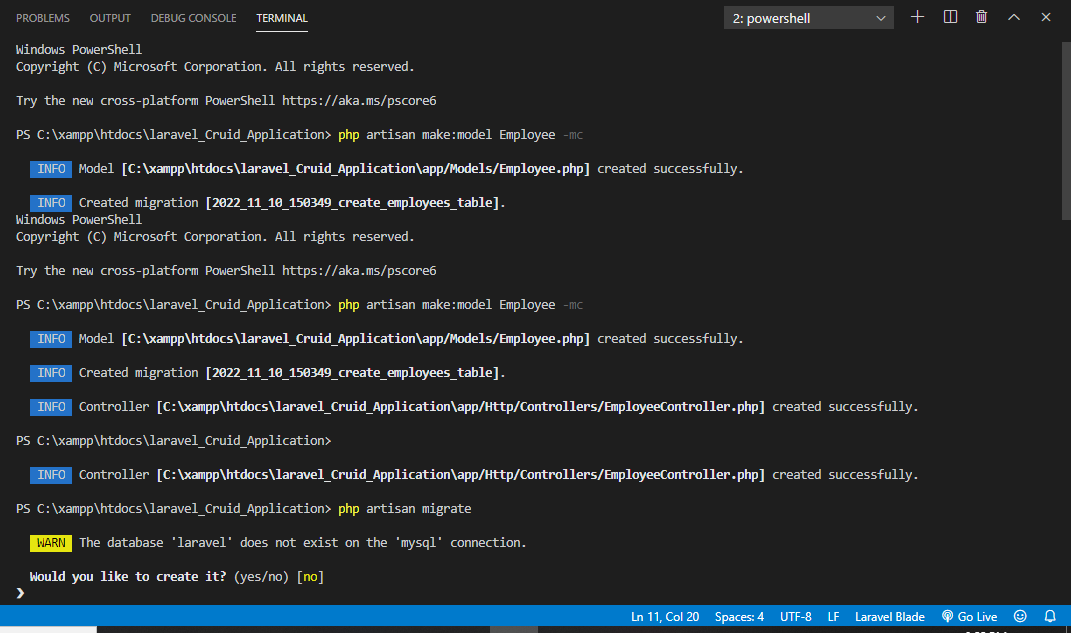 PROBLEMS OUTPUT DEBUG CONSOLE TERMINAL 2: powershell
Windows PowerShell
Copyright (C) Microsoft Corporation. All rights reserved.
Try the new cross-platform PowerShell https://aka.ms/pscore6
PS C:\xampp\htdocs\laravel_Cruid_Application> php artisan make:model Employee -mc
INFO Model [C:\xampp\htdocs\laravel_Cruid_Application\app/Models/Employee.php] created successfully.
INFO Created migration [2022_11_10_150349_create_employees_table].
Windows PowerShell
Copyright (C) Microsoft Corporation. All rights reserved.
Try the new cross-platform PowerShell https://aka.ms/pscore6
PS C:\xampp\htdocs\laravel_Cruid_Application> php artisan make:model Employee -mc
INFO Model [C:\xampp\htdocs\laravel_Cruid_Application\app/Models/Employee.php] created successfully.
INFO Created migration [2022_11_10_150349_create_employees_table].
INFO Controller [C:\xampp\htdocs\laravel_Cruid_Application\app/Http/Controllers/EmployeeController.php] created successfully.
PS C:\xampp\htdocs\laravel_Cruid_Application>
INFO Controller [C:\xampp\htdocs\laravel_Cruid_Application\app/Http/Controllers/EmployeeController.php] created successfully.
PS C:\xampp\htdocs\laravel_Cruid_Application> php artisan migrate
WARN The database 'laravel' does not exist on the 'mysql' connection.
Would you like to create it? (yes/no) [no]
❯
Ln 11, Col 20 Spaces: 4 UTF-8 LF Laravel Blade Go Live